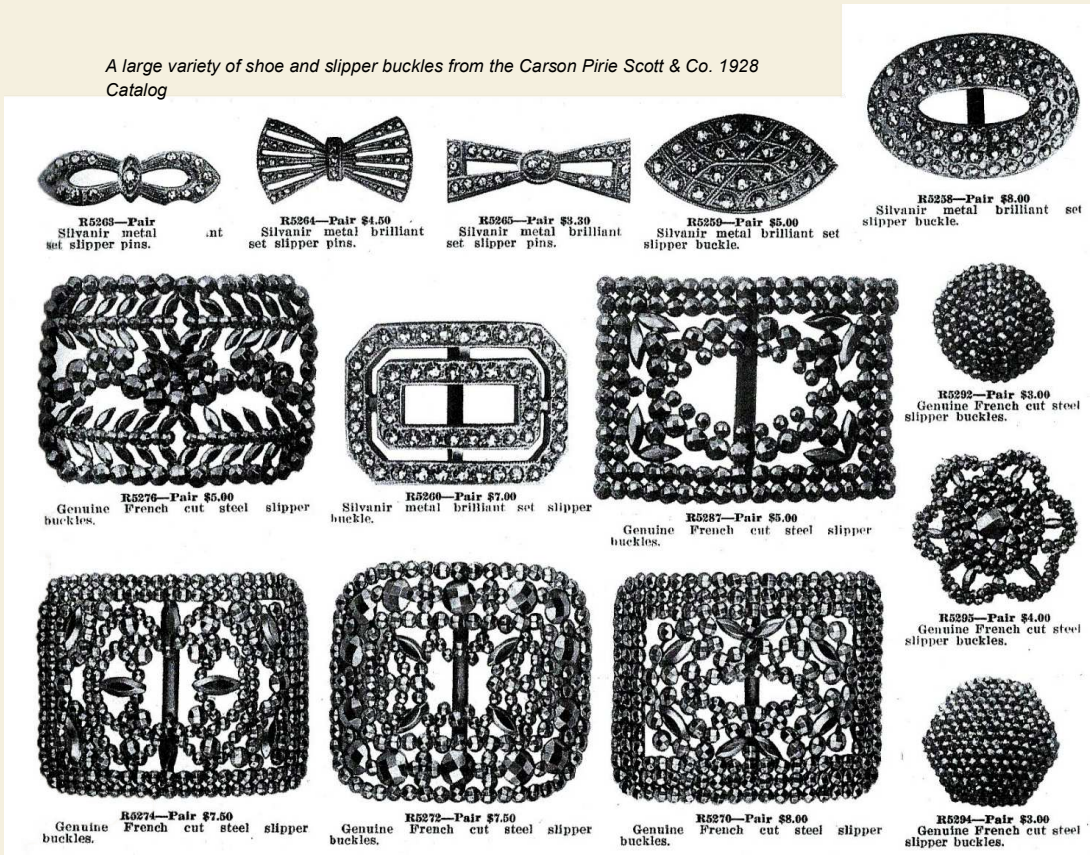 A large variety of shoe and slipper buckles from the Carson Pirie Scott & Co. 1928
Catalog
R5263—Pair
Silvanir metal
set slipper pins.
R5264—Pair $4.50
Silvanir metal brilliant
set slipper pins.
R5265—Pair $3.30
Silvanir metal brilliant
set slipper pins.
R5259—Pair $5.00
Silvanir metal brilliant set
slipper buckle.
R5258—Pair $8.00
Silvanir metal brilliant set
slipper buckle.
R5276—Pair $5.00
Genuine French cut steel slipper
buckles.
R5260—Pair $7.00
Silvanir metal brilliant set slipper
buckle.
R5287—Pair $5.00
Genuine French cut steel slipper
buckles.
R5292—Pair $3.00
Genuine French cut steel
slipper buckles.
R5295—Pair $4.00
Genuine French cut steel
slipper buckles.
R5274—Pair $7.50
Genuine French cut steel slipper
buckles.
R5272—Pair $7.50
Genuine French cut steel slipper
buckles.
R5270—Pair $8.00
Genuine French cut steel slipper
buckles.
R5294—Pair $3.00
Genuine French cut steel
slipper buckles.